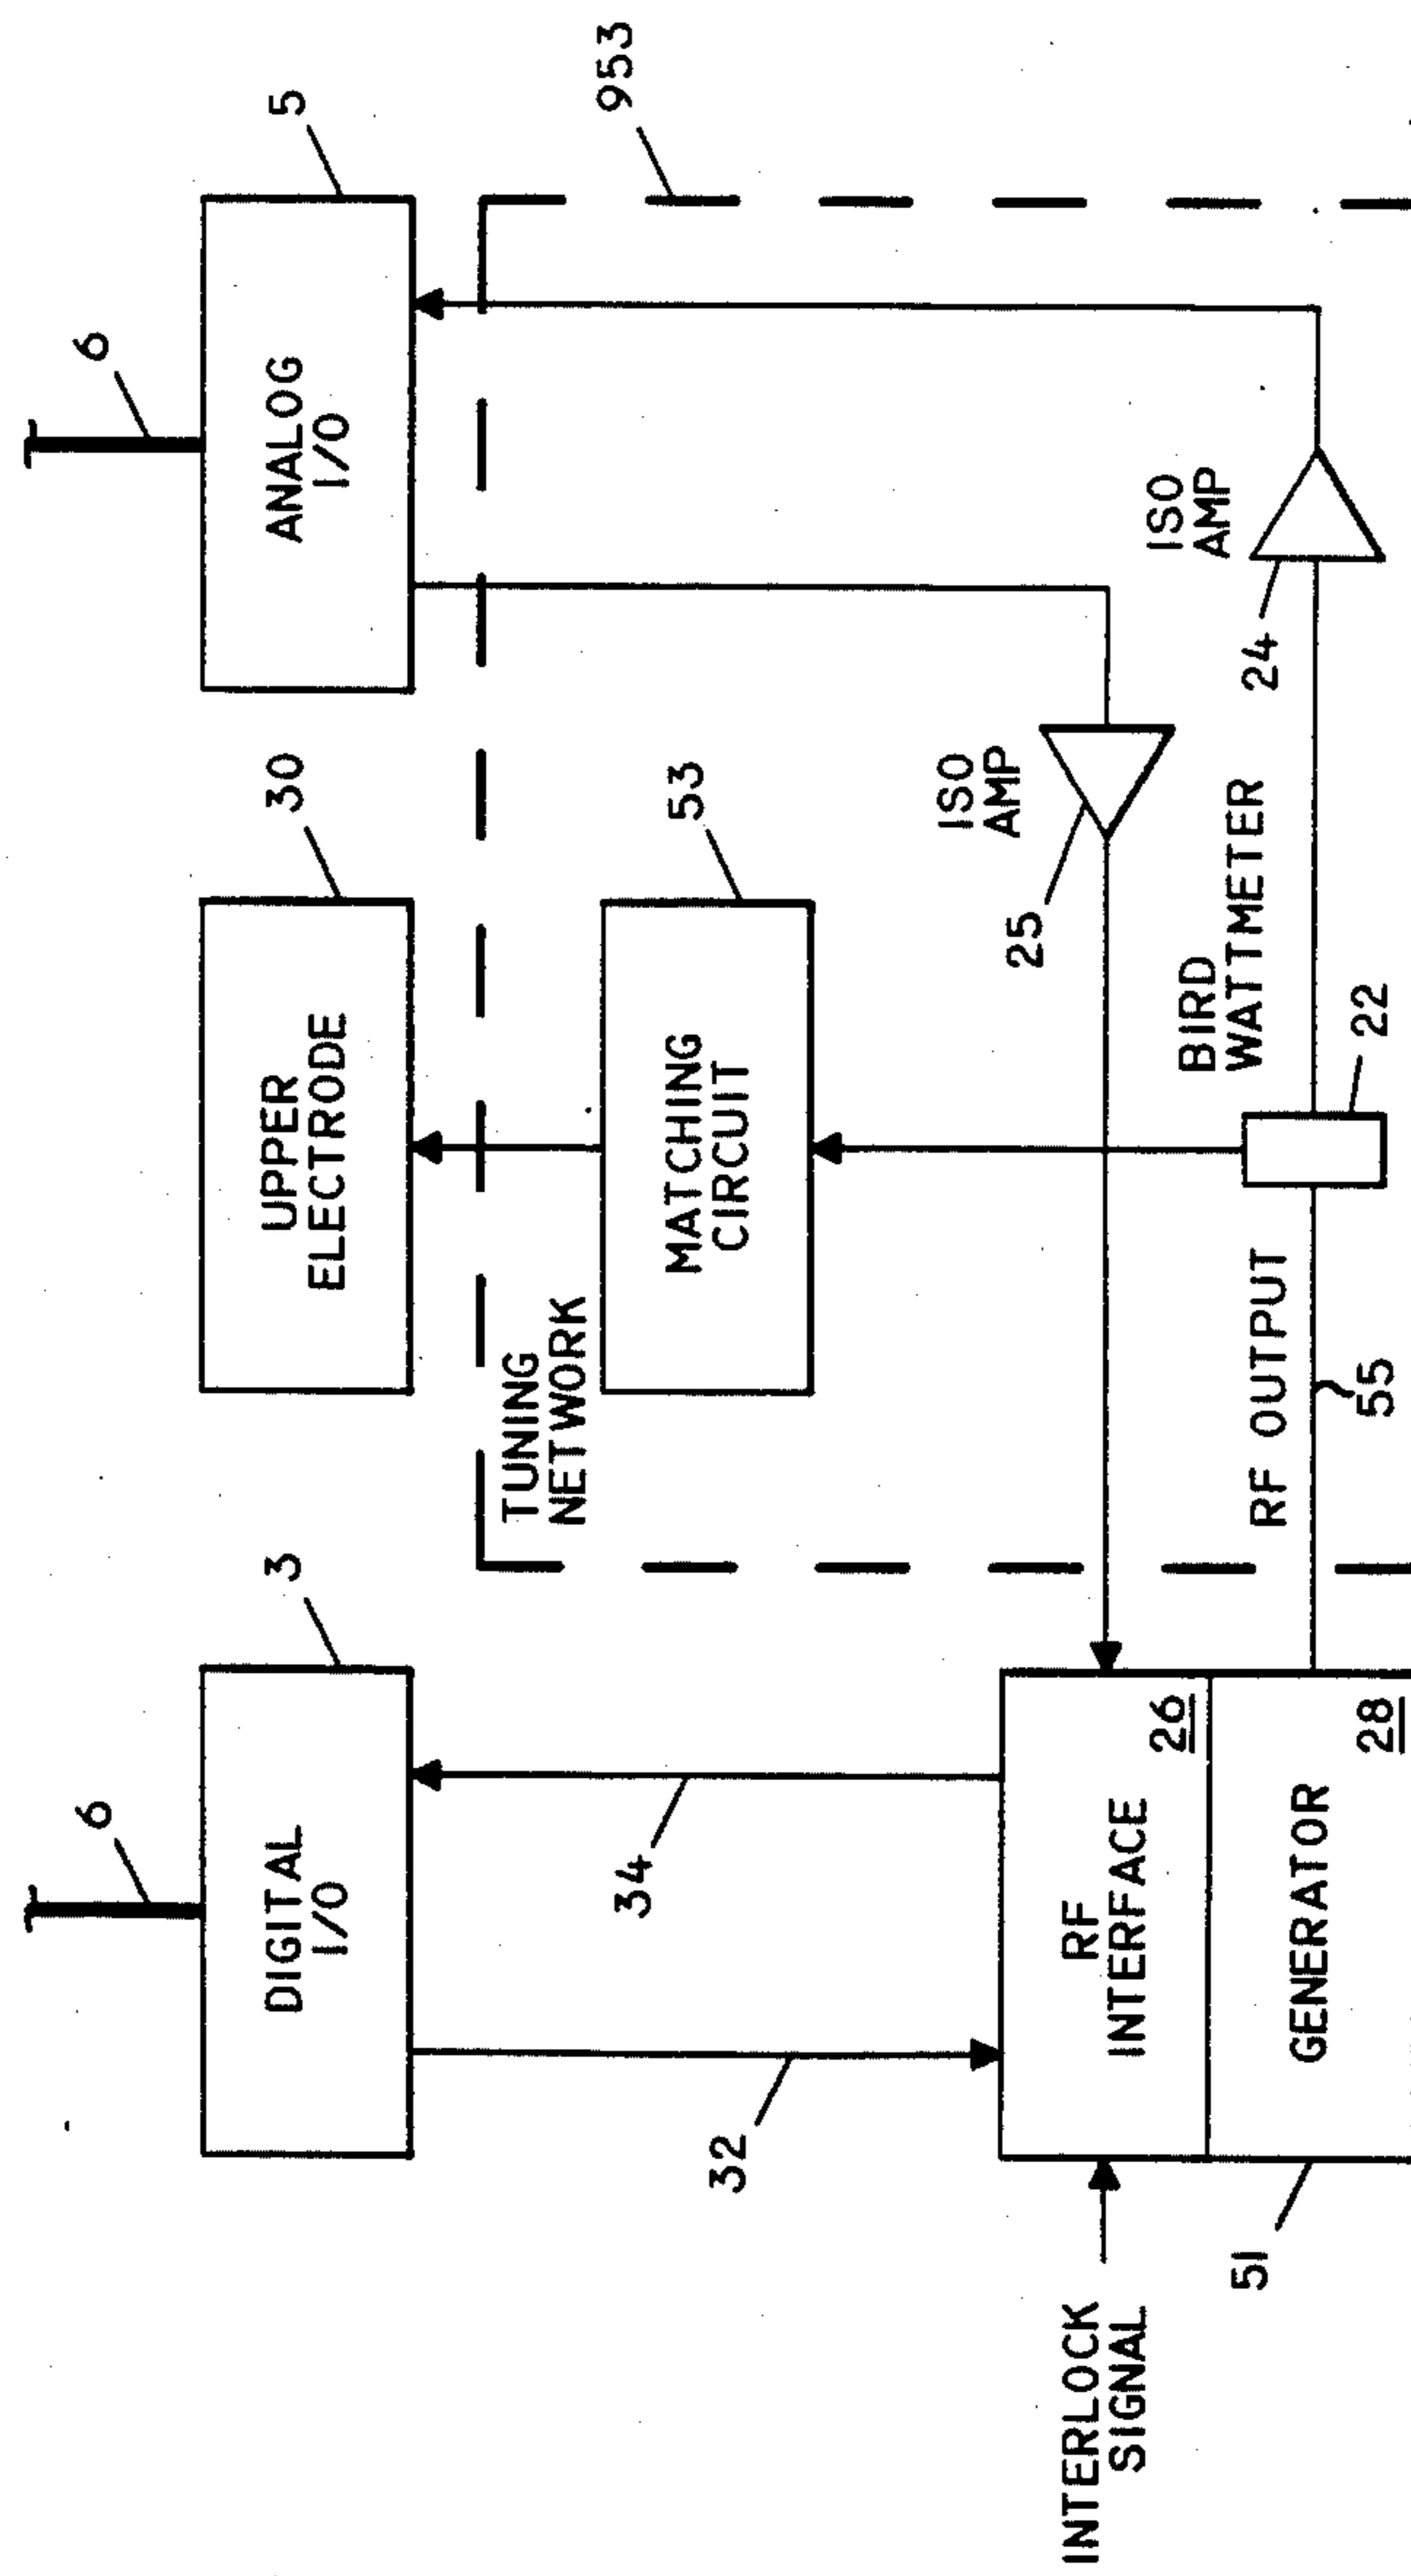 6
6
DIGITAL
I/O
3
UPPER
ELECTRODE
30
ANALOG
I/O
5
TUNING
NETWORK
953
34
32
MATCHING
CIRCUIT
53
ISO
AMP
25
INTERLOCK
SIGNAL
RF
INTERFACE
26
GENERATOR
28
51
RF OUTPUT
55
BIRD
WATTMETER
22
ISO
AMP
24